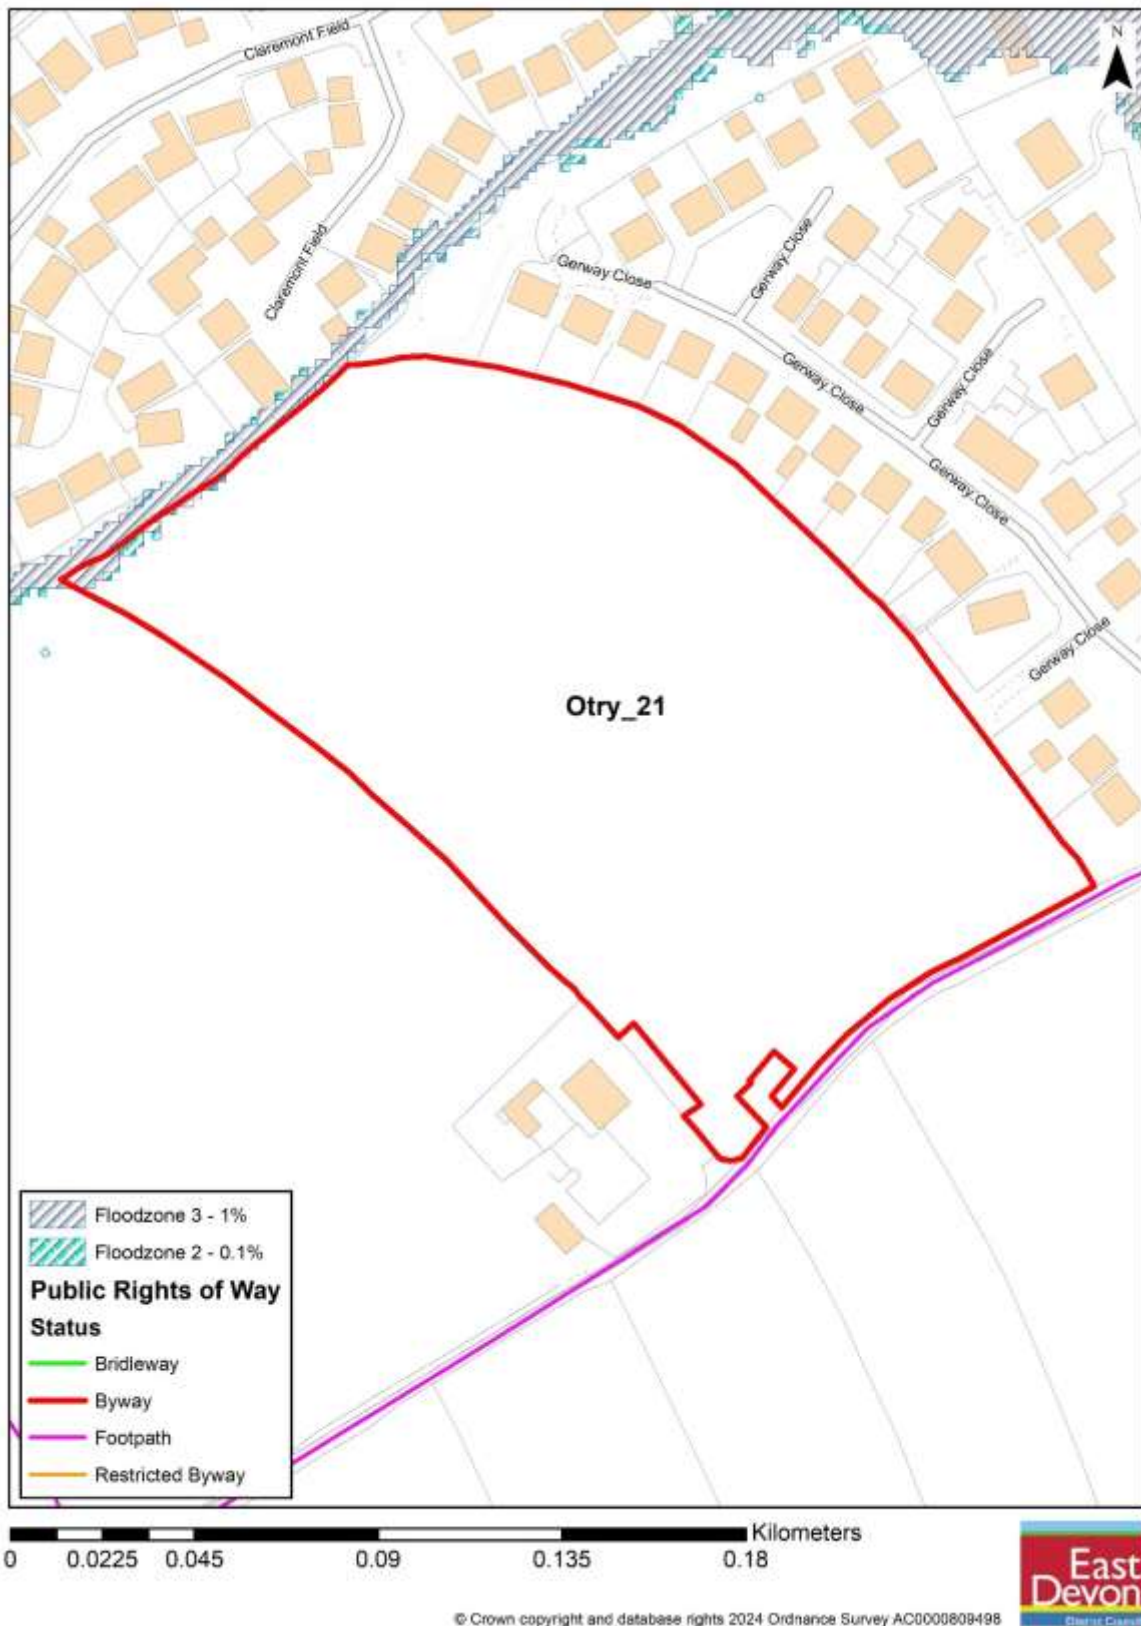 N
Claremont Field
Claremont Field
Gerway Close
Gerway Close
Gerway Close
Gerway Close
Gerway Close
Gerway Close
Otry_21
Floodzone 3 - 1%
Floodzone 2 - 0.1%
Public Rights of Way
Status
Bridleway
Byway
Footpath
Restricted Byway
Kilometers
0 0.0225 0.045 0.09 0.135 0.18
East
Devon
District Council
© Crown copyright and database rights 2024 Ordnance Survey AC0000809498